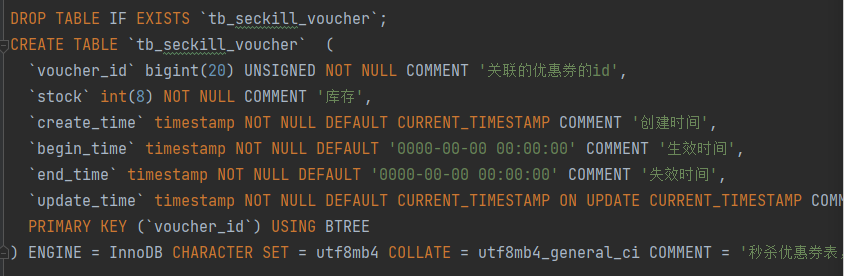 DROP TABLE IF EXISTS `tb_seckill_voucher`;
CREATE TABLE `tb_seckill_voucher`  (
`voucher_id` bigint(20) UNSIGNED NOT NULL COMMENT '关联的优惠券的id',
`stock` int(8) NOT NULL COMMENT '库存',
`create_time` timestamp NOT NULL DEFAULT CURRENT_TIMESTAMP COMMENT '创建时间',
`begin_time` timestamp NOT NULL DEFAULT '0000-00-00 00:00:00' COMMENT '生效时间',
`end_time` timestamp NOT NULL DEFAULT '0000-00-00 00:00:00' COMMENT '失效时间',
`update_time` timestamp NOT NULL DEFAULT CURRENT_TIMESTAMP ON UPDATE CURRENT_TIMESTAMP COMM
PRIMARY KEY (`voucher_id`) USING BTREE
) ENGINE = InnoDB CHARACTER SET = utf8mb4 COLLATE = utf8mb4_general_ci COMMENT = '秒杀优惠券表，